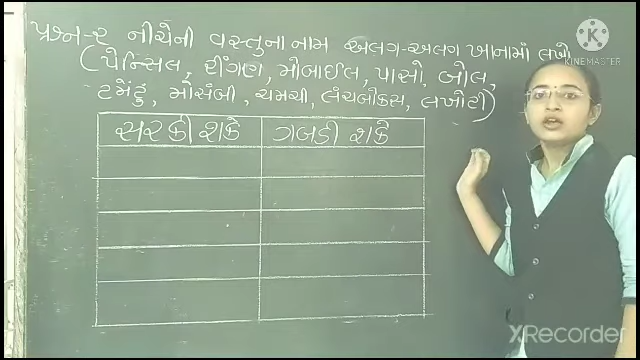 પ્રશ્ન-૨ નીચેની વસ્તુના નામ અલગ-અલગ ખાનામાં લખો
(પેન્સિલ, રીંગણ, મોબાઈલ, પાસો, બોલ,
ટમેટું, મોસંબી, ચમચી, લંચબોક્સ, લખોટી)
સરકી શકે
ગબડી શકે
K
KINEMASTER
XRecorder